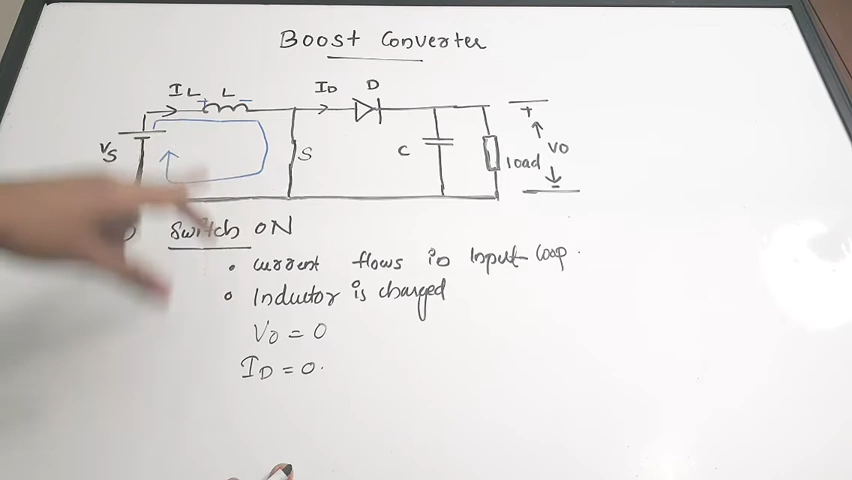 Boost Converter
IL L ID D
VS S C load + VO -
Switch ON
• current flows in Input loop.
• Inductor is charged
VO = 0
ID = 0.